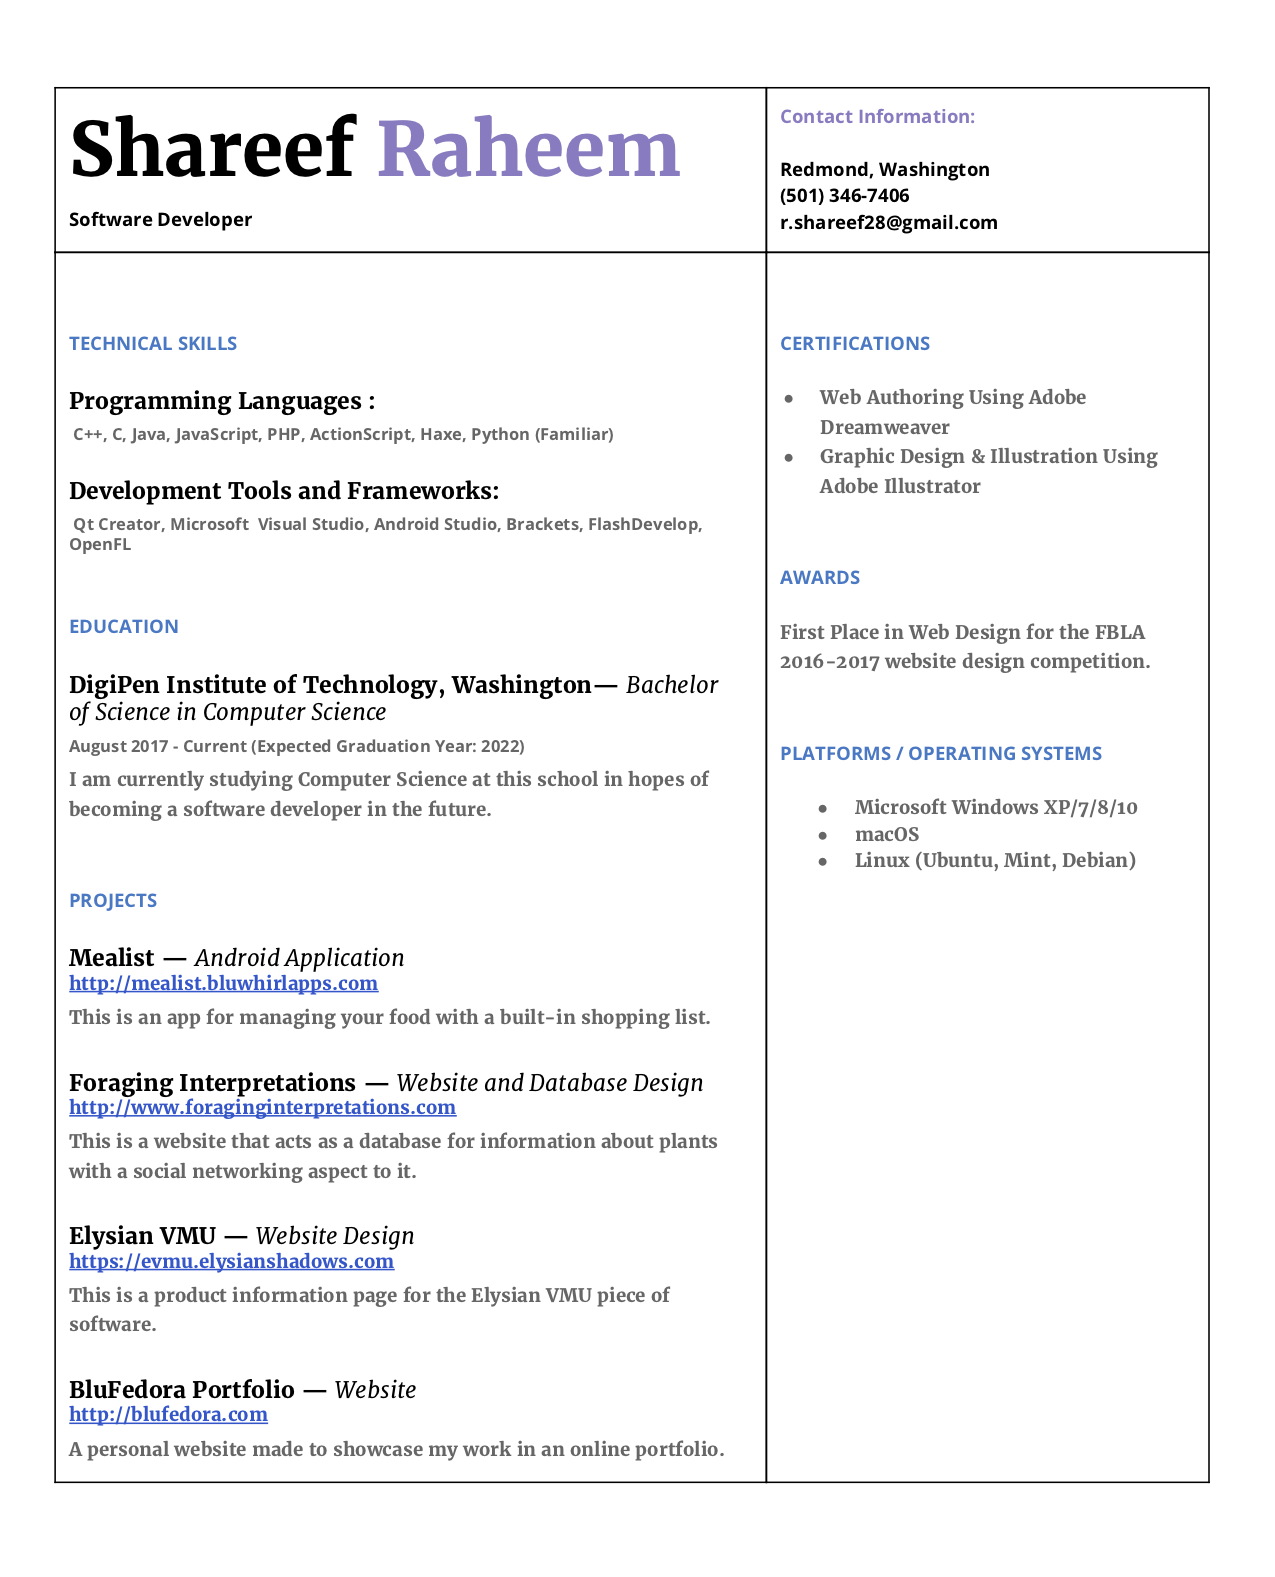 Shareef Raheem
Software Developer
Contact Information:
Redmond, Washington
(501) 346-7406
r.shareef28@gmail.com
TECHNICAL SKILLS
Programming Languages :
C++, C, Java, JavaScript, PHP, ActionScript, Haxe, Python (Familiar)
Development Tools and Frameworks:
Qt Creator, Microsoft  Visual Studio, Android Studio, Brackets, FlashDevelop,
OpenFL
EDUCATION
DigiPen Institute of Technology, Washington— Bachelor
of Science in Computer Science
August 2017 - Current (Expected Graduation Year: 2022)
I am currently studying Computer Science at this school in hopes of
becoming a software developer in the future.
PROJECTS
Mealist — Android Application
http://mealist.bluwhirlapps.com
This is an app for managing your food with a built-in shopping list.
Foraging Interpretations — Website and Database Design
http://www.foraginginterpretations.com
This is a website that acts as a database for information about plants
with a social networking aspect to it.
Elysian VMU — Website Design
https://evmu.elysianshadows.com
This is a product information page for the Elysian VMU piece of
software.
BluFedora Portfolio — Website
http://blufedora.com
A personal website made to showcase my work in an online portfolio.
CERTIFICATIONS
● Web Authoring Using Adobe
Dreamweaver
● Graphic Design & Illustration Using
Adobe Illustrator
AWARDS
First Place in Web Design for the FBLA
2016-2017 website design competition.
PLATFORMS / OPERATING SYSTEMS
● Microsoft Windows XP/7/8/10
● macOS
● Linux (Ubuntu, Mint, Debian)